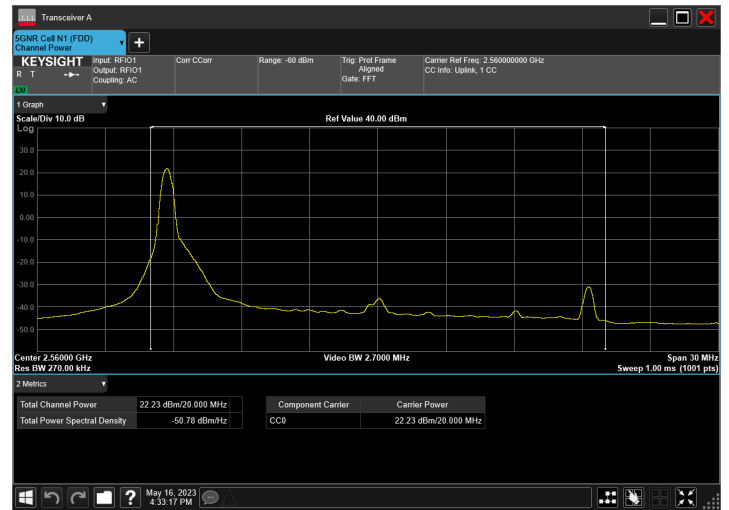 Transceiver A
5GNR Cell N1 (FDD)
Channel Power
KEYSIGHT
R T
LXI
Input: RFIO1
Output: RFIO1
Coupling: AC
Corr CCorr
Range: -60 dBm
Trig: Prot Frame
Aligned
Gate: FFT
Carrier Ref Freq: 2.560000000 GHz
CC Info: Uplink, 1 CC
1 Graph
Scale/Div 10.0 dB
Ref Value 40.00 dBm
Log
30.0
20.0
10.0
0.00
-10.0
-20.0
-30.0
-40.0
-50.0
Center 2.56000 GHz
Video BW 2.7000 MHz
Span 30 MHz
Res BW 270.00 kHz
Sweep 1.00 ms (1001 pts)
2 Metrics
Total Channel Power 22.23 dBm/20.000 MHz
Total Power Spectral Density -50.78 dBm/Hz
Component Carrier Carrier Power
CC0 22.23 dBm/20.000 MHz
?
May 16, 2023
4:33:17 PM